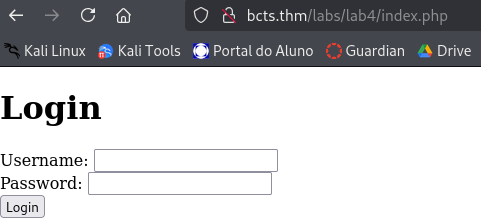 bcts.thm/labs/lab4/index.php
Kali Linux Kali Tools Portal do Aluno Guardian Drive
Login
Username:
Password:
Login